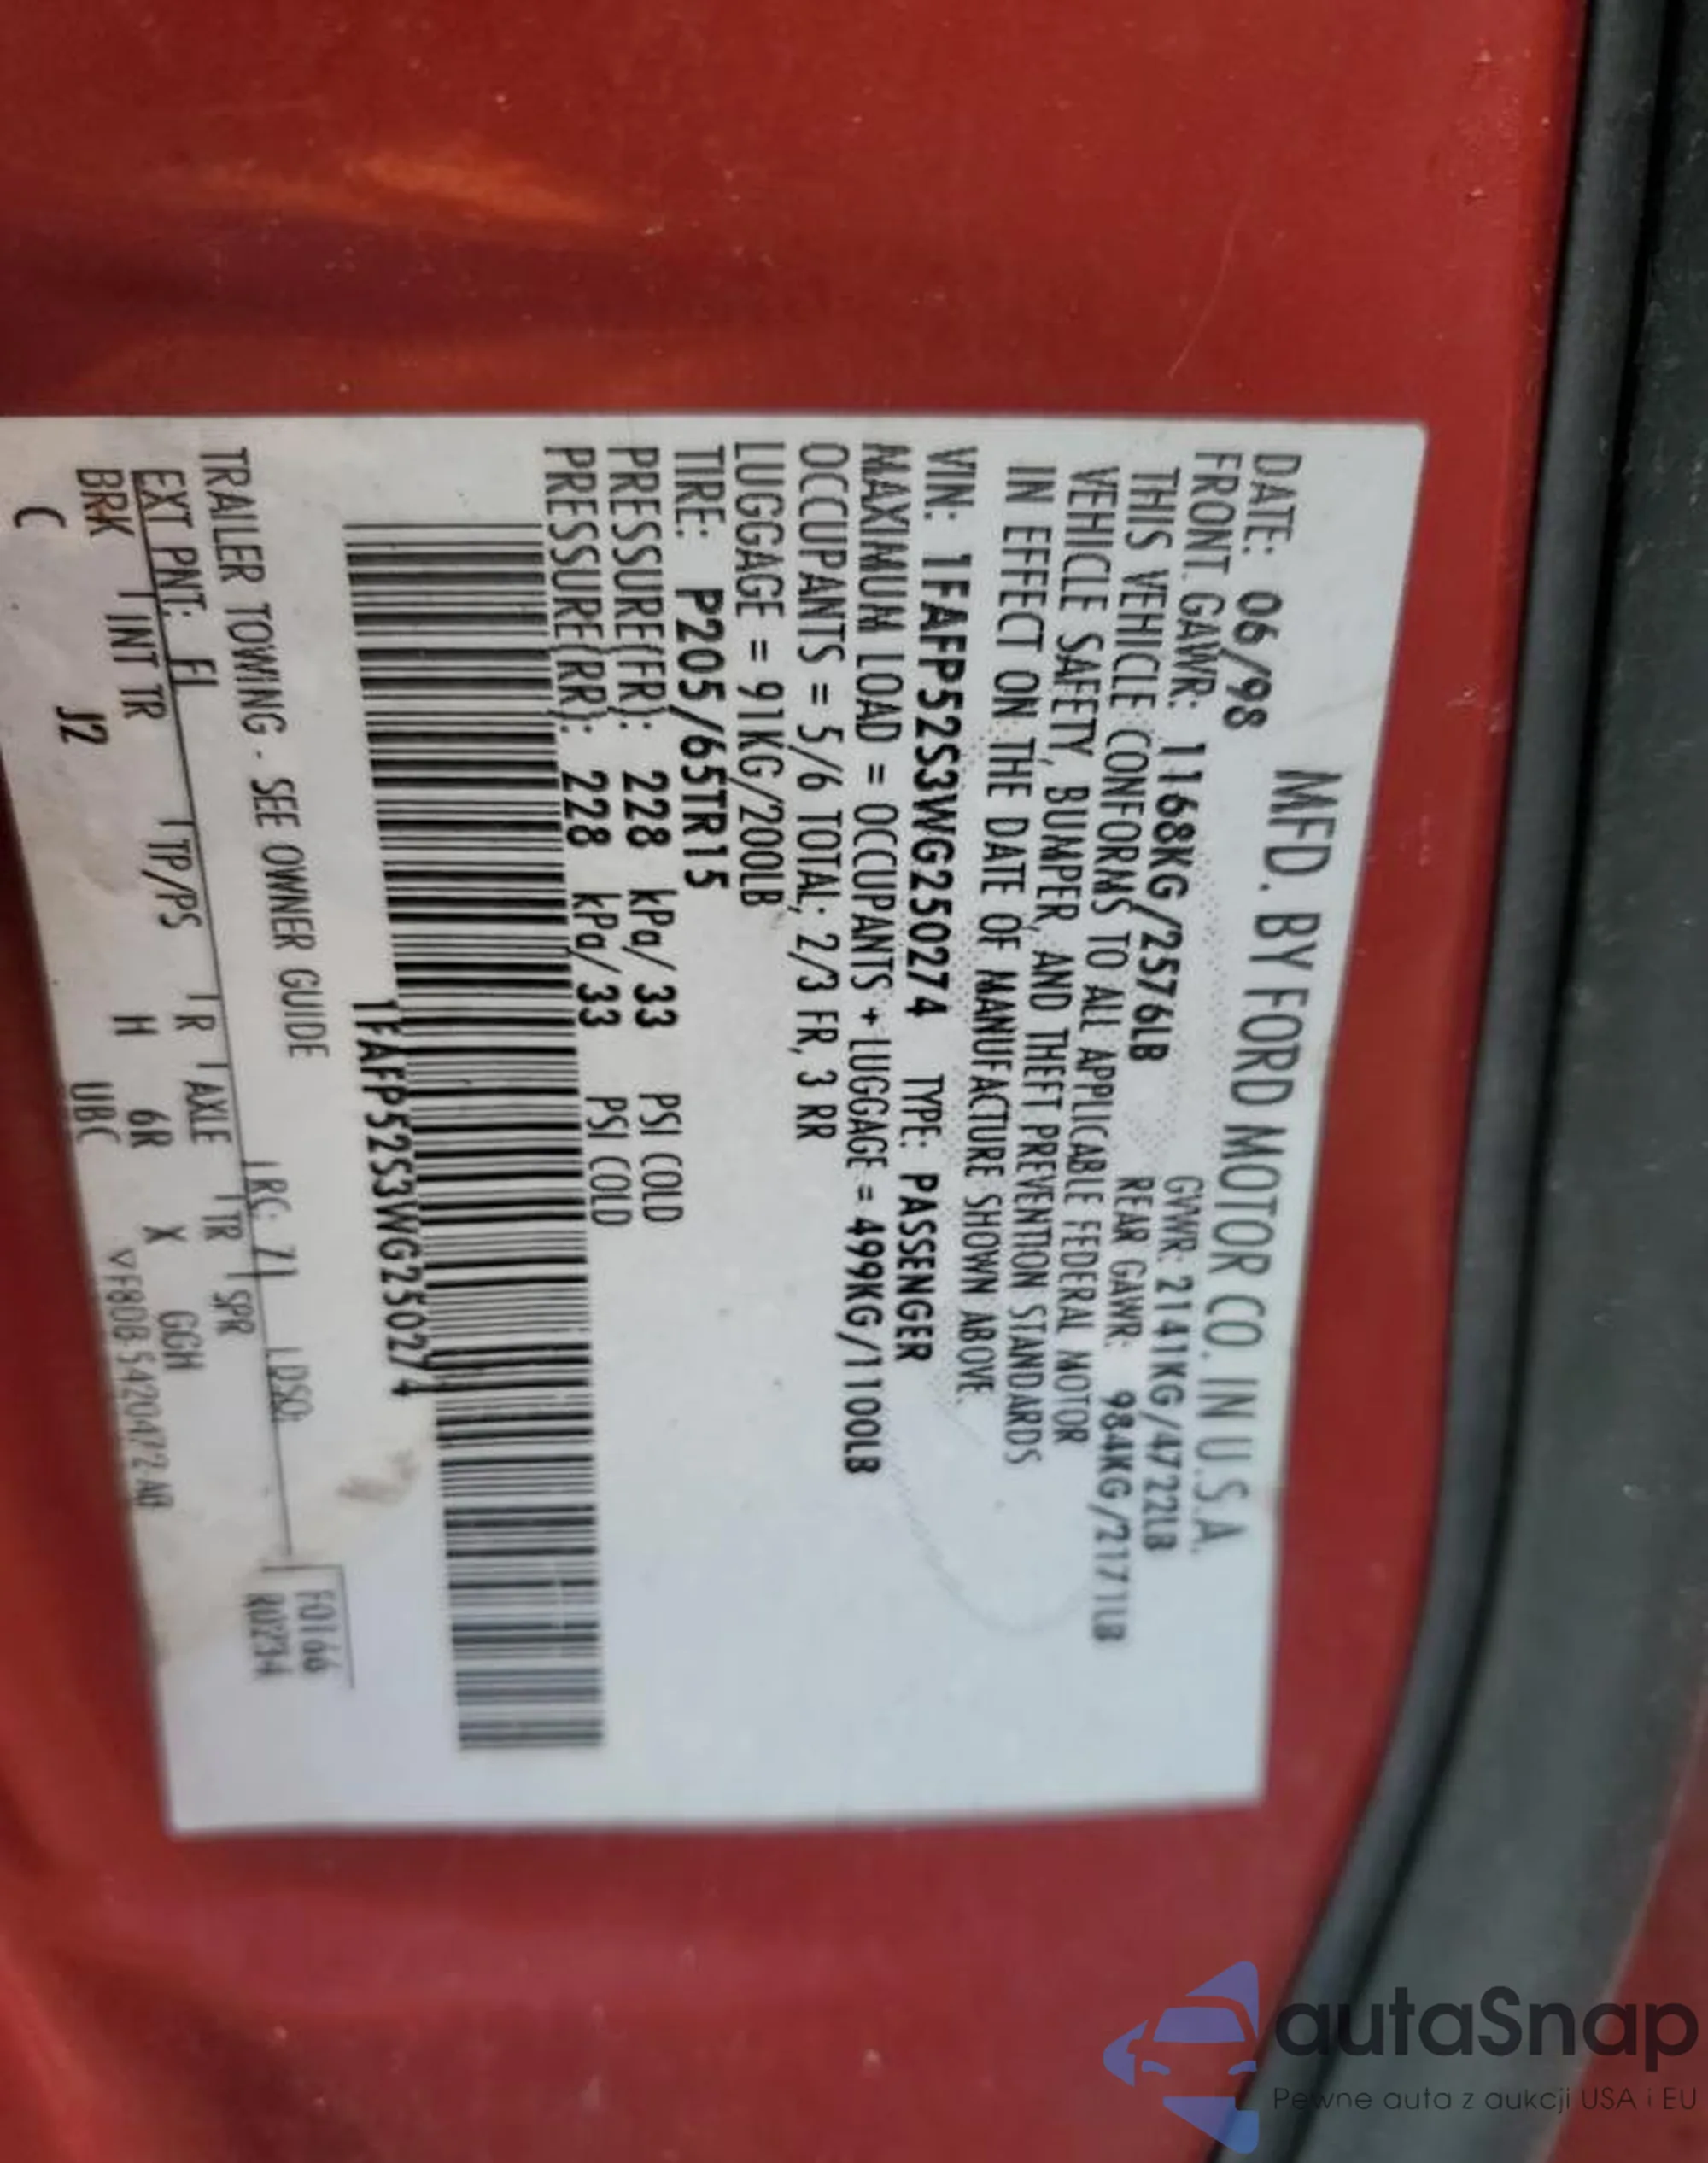 MFD. BY FORD MOTOR CO. IN U.S.A.
DATE: 06/98 GVWR: 2141KG/4722LB
FRONT GAWR: 1168KG/2576LB REAR GAWR: 984KG/2171LB
THIS VEHICLE CONFORMS TO ALL APPLICABLE FEDERAL MOTOR
VEHICLE SAFETY, BUMPER, AND THEFT PREVENTION STANDARDS
IN EFFECT ON THE DATE OF MANUFACTURE SHOWN ABOVE.
VIN: 1FAFP52S3WG250274 TYPE: PASSENGER
MAXIMUM LOAD = OCCUPANTS + LUGGAGE = 499KG/1100LB
OCCUPANTS = 5/6 TOTAL; 2/3 FR, 3 RR
LUGGAGE = 91KG/200LB
TIRE: P205/65TR15
PRESSURE(FR): 228 kPa/33 PSI COLD
PRESSURE(RR): 228 kPa/33 PSI COLD
1FAFP52S3WG250274
F0166
TRAILER TOWING - SEE OWNER GUIDE
EXT PNT: RC: 71 DSO:
BRK INT TR TP/PS R AXLE TR SPR
J2 H 6R X GGH
UBC
autaSnap
Pewne auta z aukcji USA i EU